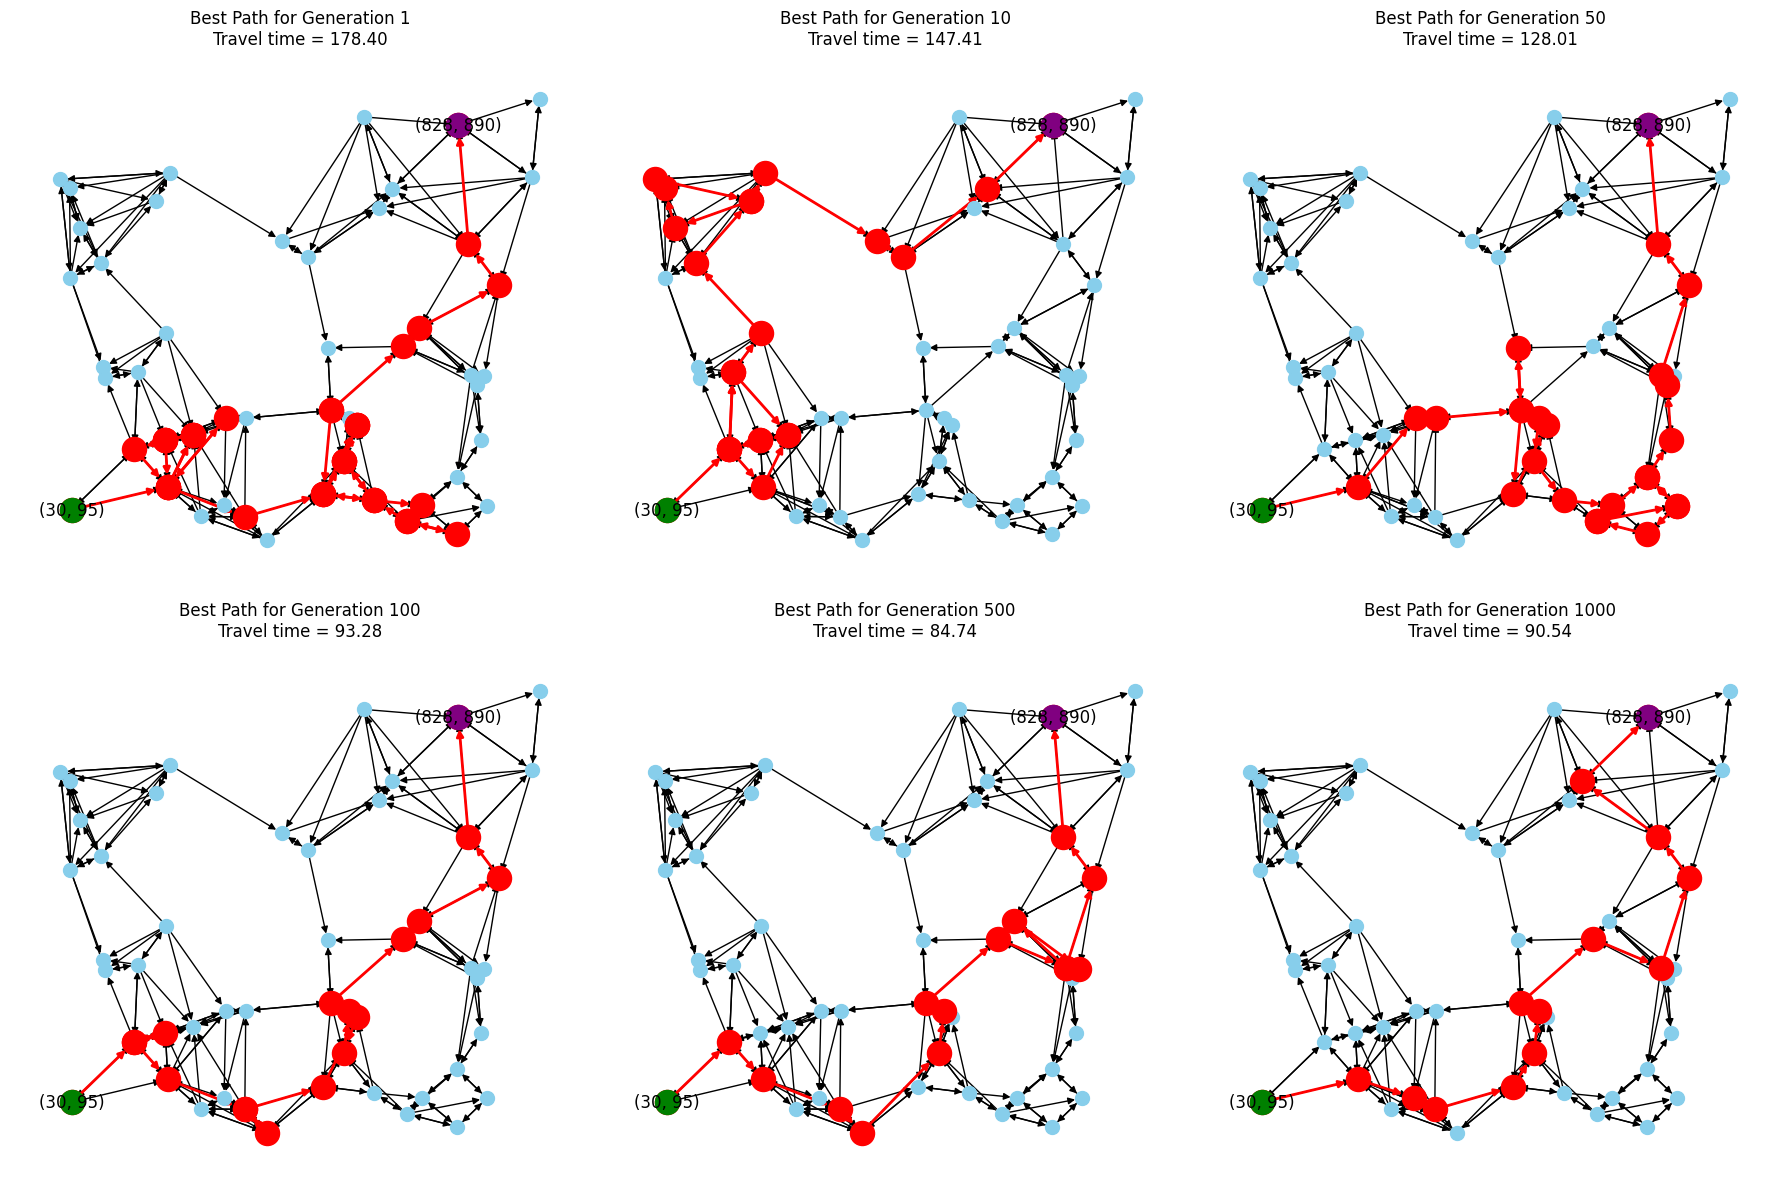 Best Path for Generation 1
Travel time = 178.40
(828, 890)
(30, 95)
Best Path for Generation 10
Travel time = 147.41
(828, 890)
(30, 95)
Best Path for Generation 50
Travel time = 128.01
(828, 890)
(30, 95)
Best Path for Generation 100
Travel time = 93.28
(828, 890)
(30, 95)
Best Path for Generation 500
Travel time = 84.74
(828, 890)
(30, 95)
Best Path for Generation 1000
Travel time = 90.54
(828, 890)
(30, 95)